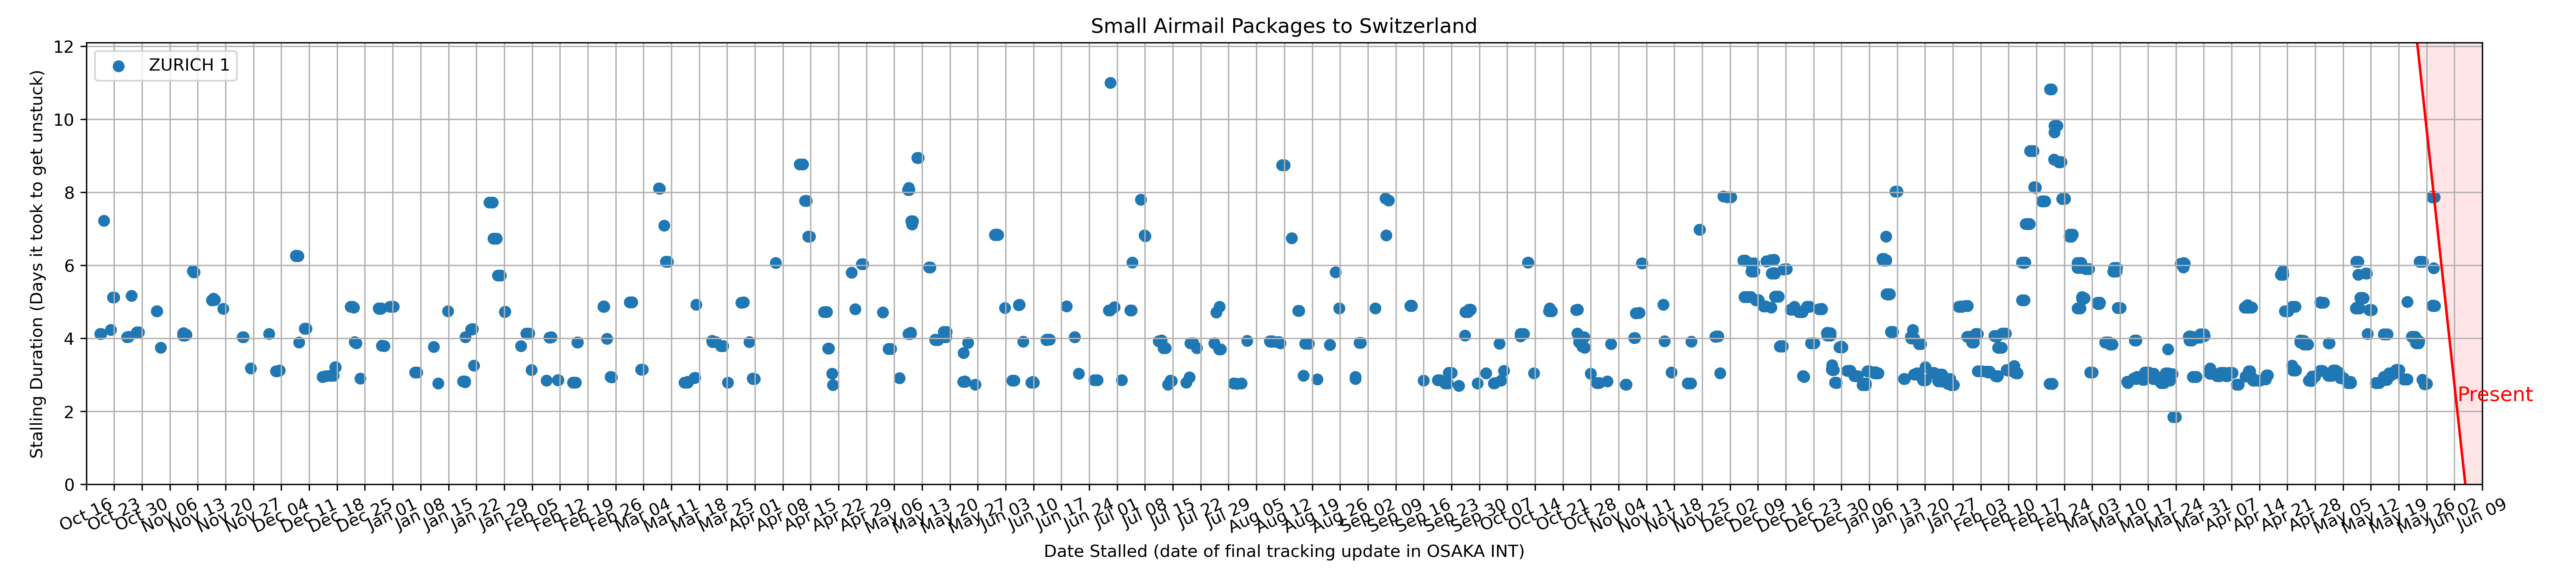 Small Airmail Packages to Switzerland
ZURICH 1
Stalling Duration (Days it took to get unstuck)
12
10
8
6
4
2
0
Present
Oct 16
Oct 23
Oct 30
Nov 06
Nov 13
Nov 20
Nov 27
Dec 04
Dec 11
Dec 18
Dec 25
Jan 01
Jan 08
Jan 15
Jan 22
Jan 29
Feb 05
Feb 12
Feb 19
Feb 26
Mar 04
Mar 11
Mar 18
Mar 25
Apr 01
Apr 08
Apr 15
Apr 22
Apr 29
May 06
May 13
May 20
May 27
Jun 03
Jun 10
Jun 17
Jun 24
Jul 01
Jul 08
Jul 15
Jul 22
Jul 29
Aug 05
Aug 12
Aug 19
Aug 26
Sep 02
Sep 09
Sep 16
Sep 23
Sep 30
Oct 07
Oct 14
Oct 21
Oct 28
Nov 04
Nov 11
Nov 18
Nov 25
Dec 02
Dec 09
Dec 16
Dec 23
Dec 30
Jan 06
Jan 13
Jan 20
Jan 27
Feb 03
Feb 10
Feb 17
Feb 24
Mar 03
Mar 10
Mar 17
Mar 24
Mar 31
Apr 07
Apr 14
Apr 21
Apr 28
May 05
May 12
May 19
May 26
Jun 02
Jun 09
Date Stalled (date of final tracking update in OSAKA INT)